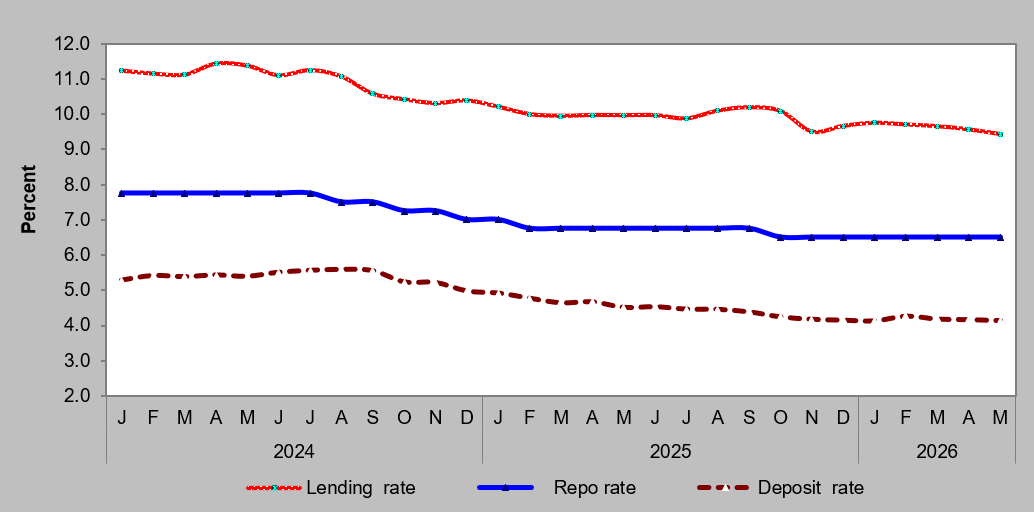 12.0
11.0
10.0
9.0
8.0
7.0
6.0
5.0
4.0
3.0
2.0
Percent
J F M A M J J A S O N D J F M A M J J A S O N D J F M A M
2024 2025 2026
Lending rate Repo rate Deposit rate